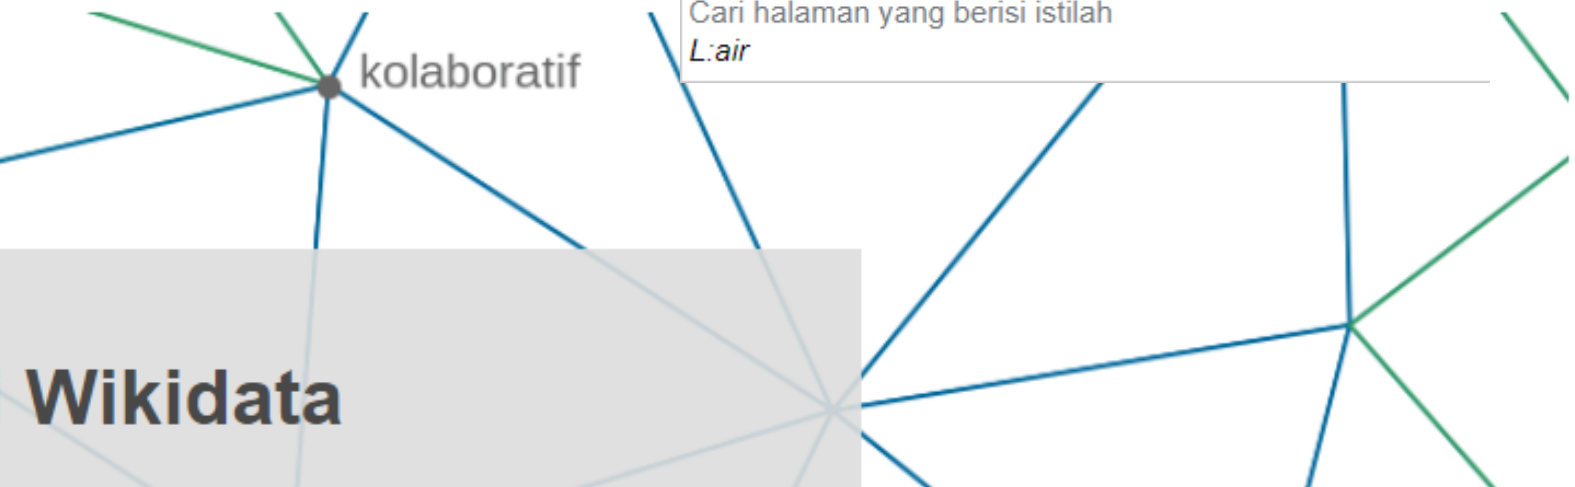 Cari halaman yang berisi istilah
L:air
kolaboratif
Wikidata